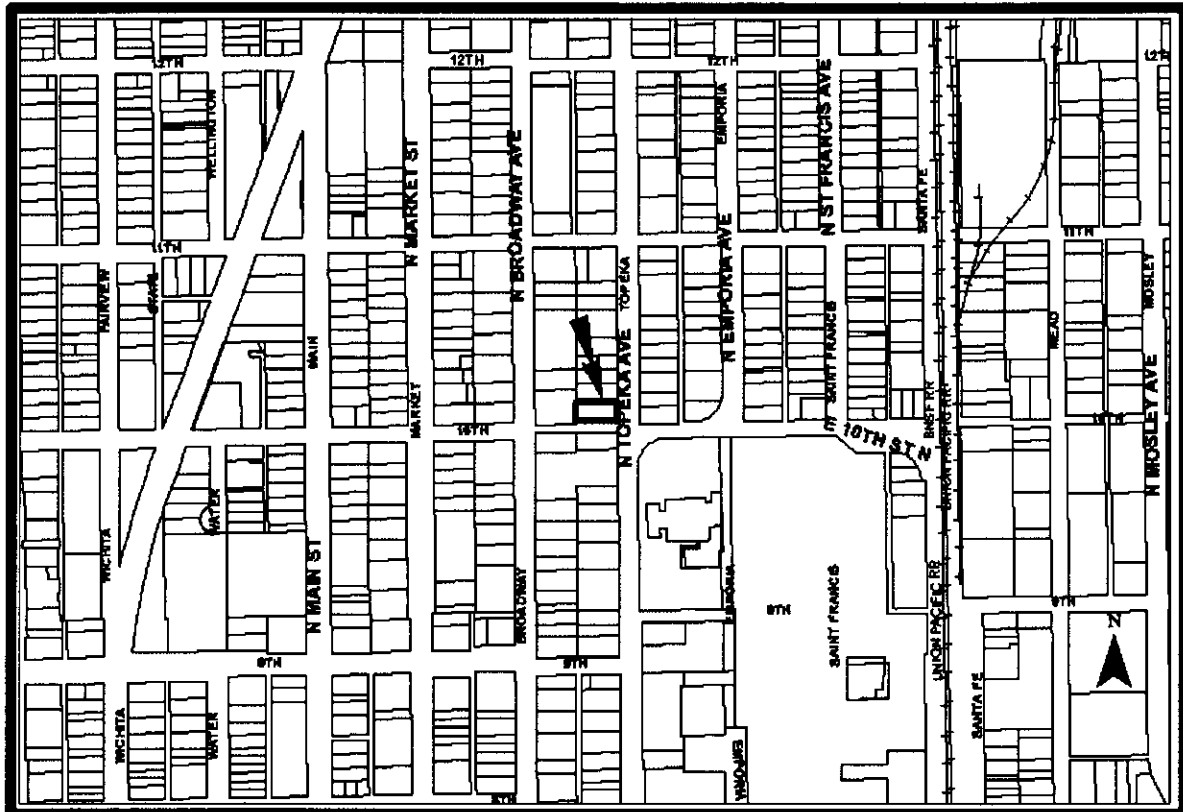 12TH
12TH
12TH
12TH
WELLINGTON
N MARKET ST
N BROADWAY AVE
EMPORIA
N ST FRANCIS AVE
SANTA FE
11TH
11TH
FAIRVIEW
MAIN
MARKET
TOPEKA
N TOPEKA AVE
N EMPORIA AVE
SAINT FRANCIS
MEAD
MOSLEY
N MOSLEY AVE
10TH
10TH
E 10TH ST N
BNSF RR
UNION PACIFIC RR
WATER
WICHITA
N MAIN ST
BROADWAY
EMPORIA
9TH
SAINT FRANCIS
UNION PACIFIC RR
9TH
N
9TH
9TH
WICHITA
WATER
EMPORIA
SANTA FE